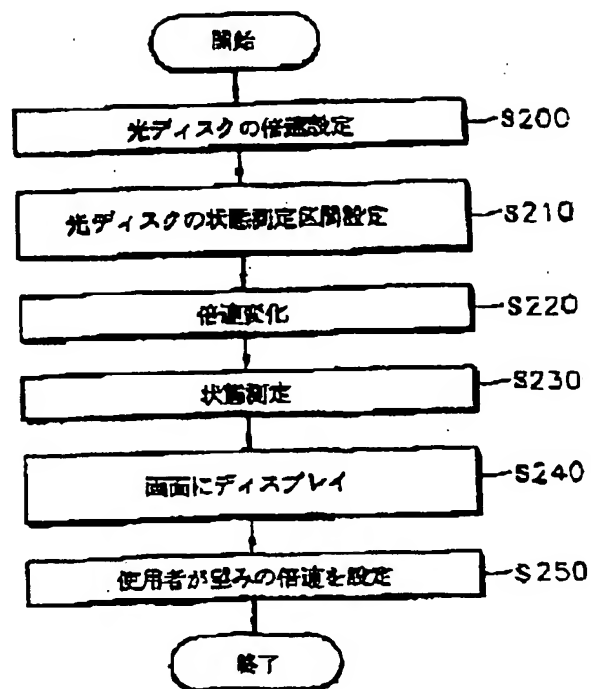 開始
光ディスクの倍速設定
S200
光ディスクの状態測定区間設定
S210
倍速変化
S220
状態測定
S230
画面にディスプレイ
S240
使用者が望みの倍速を設定
S250
終了